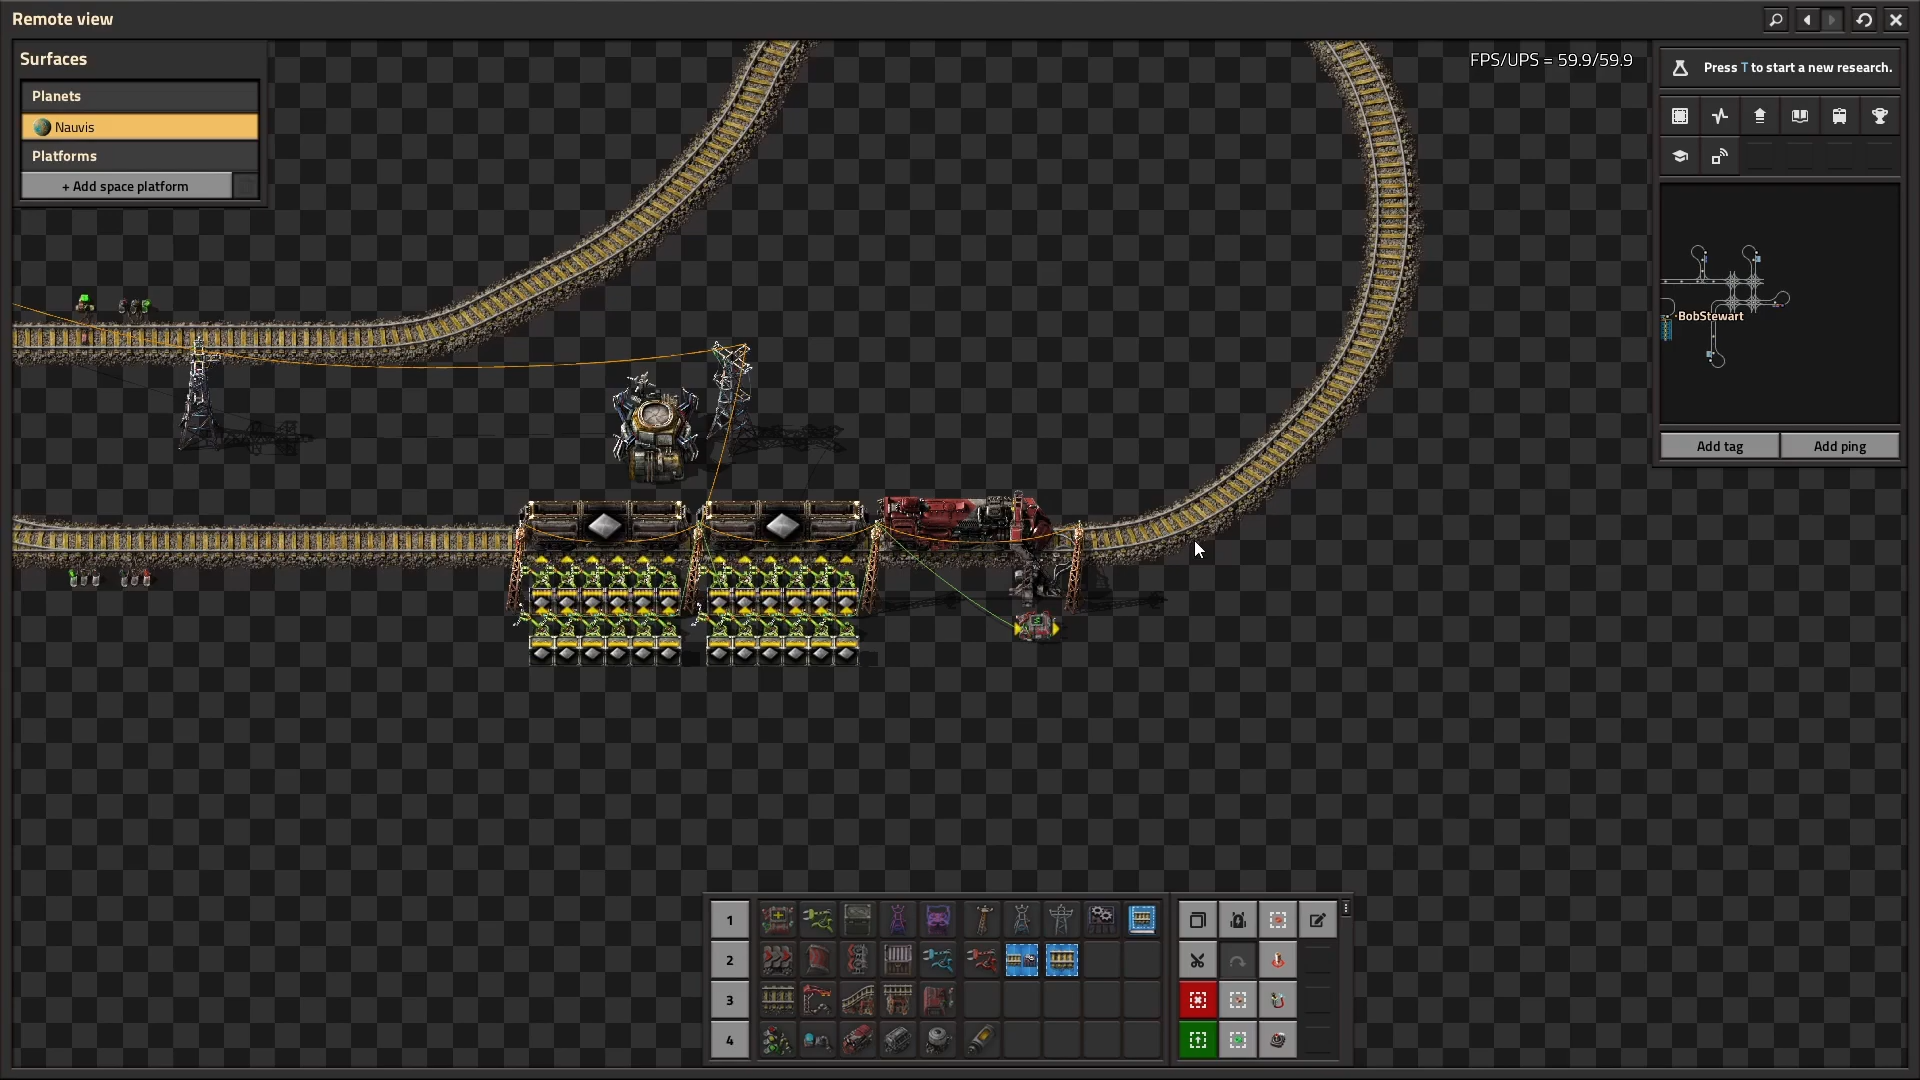 Remote view
Surfaces
Planets
Nauvis
Platforms
+ Add space platform
FPS/UPS = 59.9/59.9
Press T to start a new research.
BobStewart
Add tag
Add ping
1
2
3
4